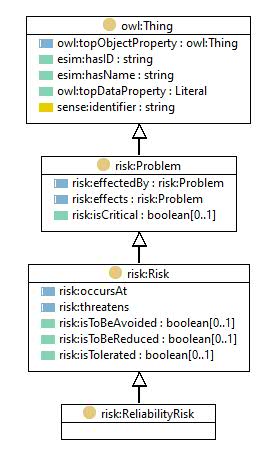 owl:Thing
owl:topObjectProperty : owl:Thing
esim:hasID : string
esim:hasName : string
owl:topDataProperty : Literal
sense:identifier : string
risk:Problem
risk:effectedBy : risk:Problem
risk:effects : risk:Problem
risk:isCritical : boolean[0..1]
risk:Risk
risk:occursAt
risk:threatens
risk:isToBeAvoided : boolean[0..1]
risk:isToBeReduced : boolean[0..1]
risk:isTolerated : boolean[0..1]
risk:ReliabilityRisk